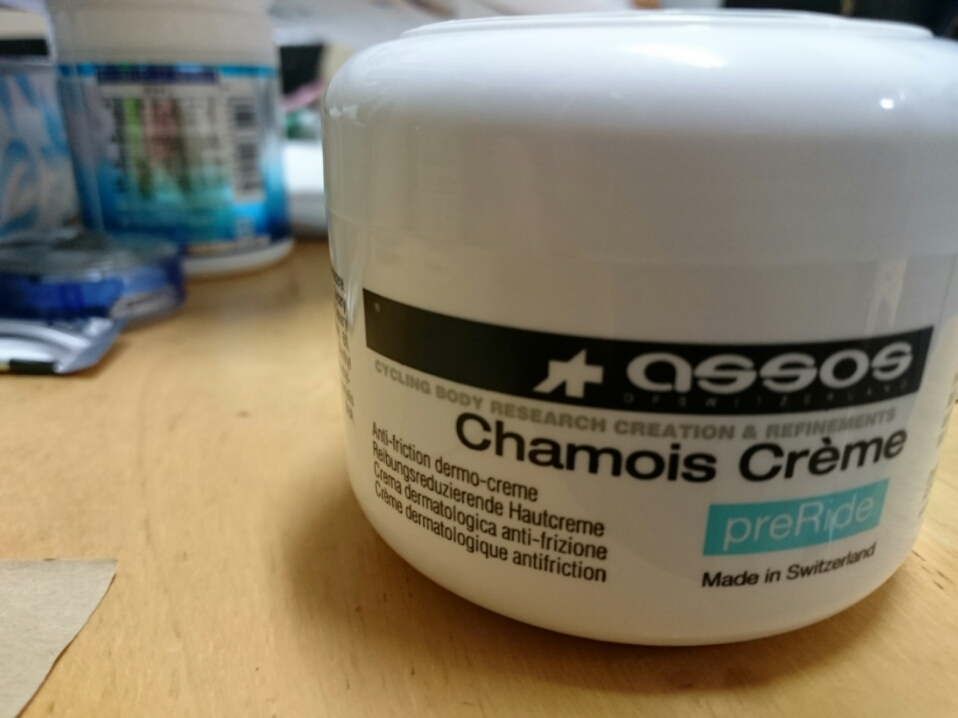 assos
OF SWITZERLAND
CYCLING BODY RESEARCH CREATION & REFINEMENTS
Chamois Crème
Anti-friction dermo-creme
Reibungsreduzierende Hautcreme
Crema dermatologica anti-frizione
Crème dermatologique antifriction
preRide
Made in Switzerland